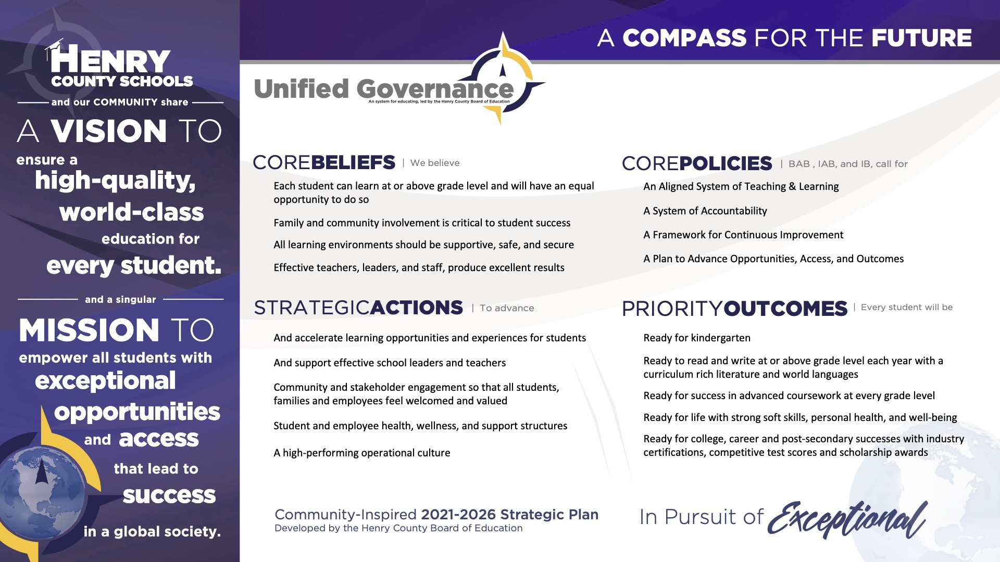 HENRY
COUNTY SCHOOLS
and our COMMUNITY share
A VISION TO
ensure a
high-quality,
world-class
education for
every student.
and a singular
MISSION TO
empower all students with
exceptional
opportunities
and access
that lead to
success
in a global society.
A COMPASS FOR THE FUTURE
Unified Governance
An system for educating, led by the Henry County Board of Education
COREBELIEFS | We believe
Each student can learn at or above grade level and will have an equal
opportunity to do so
Family and community involvement is critical to student success
All learning environments should be supportive, safe, and secure
Effective teachers, leaders, and staff, produce excellent results
COREPOLICIES | BAB , IAB, and IB, call for
An Aligned System of Teaching & Learning
A System of Accountability
A Framework for Continuous Improvement
A Plan to Advance Opportunities, Access, and Outcomes
STRATEGICACTIONS | To advance
And accelerate learning opportunities and experiences for students
And support effective school leaders and teachers
Community and stakeholder engagement so that all students,
families and employees feel welcomed and valued
Student and employee health, wellness, and support structures
A high-performing operational culture
PRIORITYOUTCOMES | Every student will be
Ready for kindergarten
Ready to read and write at or above grade level each year with a
curriculum rich literature and world languages
Ready for success in advanced coursework at every grade level
Ready for life with strong soft skills, personal health, and well-being
Ready for college, career and post-secondary successes with industry
certifications, competitive test scores and scholarship awards
Community-Inspired 2021-2026 Strategic Plan
Developed by the Henry County Board of Education
In Pursuit of Exceptional